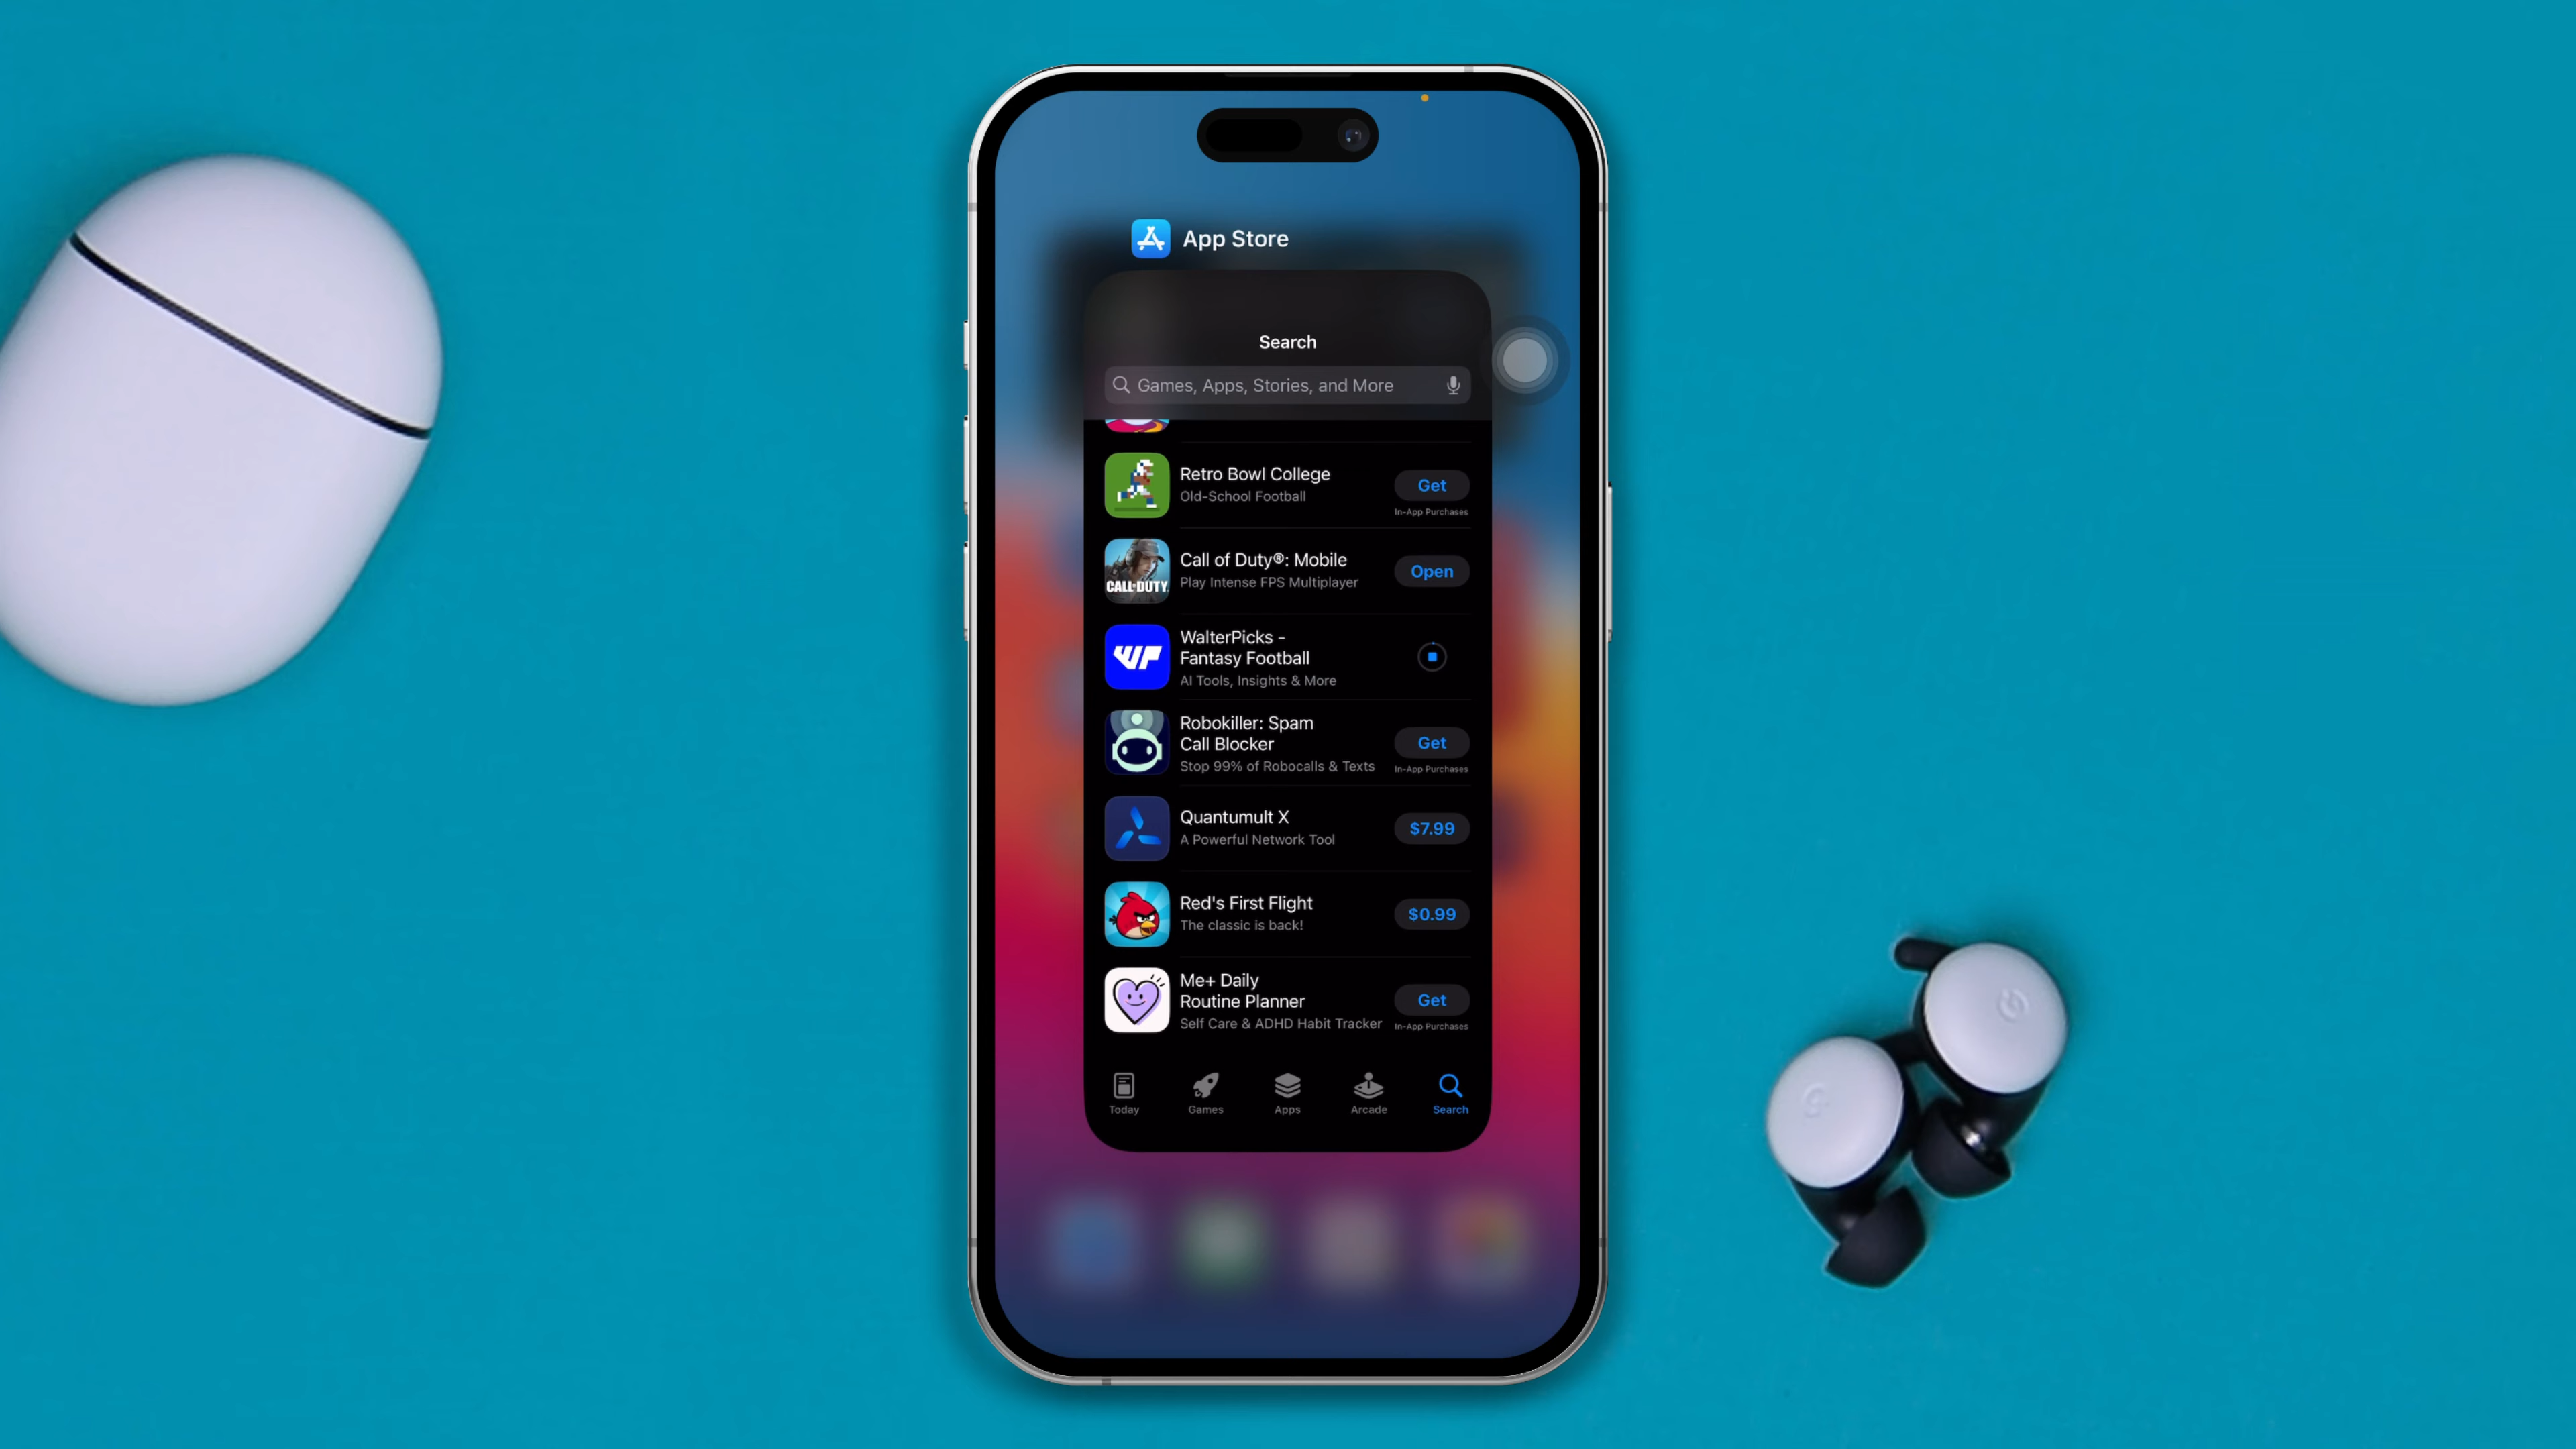 App Store
Search
Games, Apps, Stories, and More
Retro Bowl College
Old-School Football
Get
In-App Purchases
CALL OF DUTY
Call of Duty®: Mobile
Play Intense FPS Multiplayer
Open
WP
WalterPicks -
Fantasy Football
AI Tools, Insights & More
Robokiller: Spam
Call Blocker
Stop 99% of Robocalls & Texts
Get
In-App Purchases
Quantumult X
A Powerful Network Tool
$7.99
Red's First Flight
The classic is back!
$0.99
Me+ Daily
Routine Planner
Self Care & ADHD Habit Tracker
Get
In-App Purchases
Today
Games
Apps
Arcade
Search
G
G